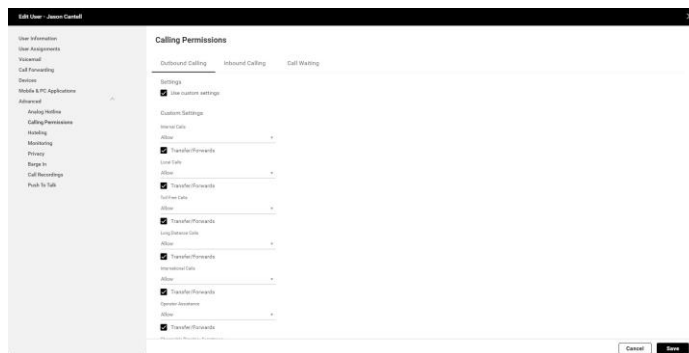 Edit User - Jason Cantell
User Information
User Assignments
Voicemail
Call Forwarding
Devices
Mobile & PC Applications
Advanced
Analog Hotline
Calling Permissions
Hoteling
Monitoring
Privacy
Barge In
Call Recordings
Push To Talk
Calling Permissions
Outbound Calling Inbound Calling Call Waiting
Settings
Use custom settings
Custom Settings
Internal Calls
Allow
Transfer/Forwards
Local Calls
Allow
Transfer/Forwards
Toll Free Calls
Allow
Transfer/Forwards
Long Distance Calls
Allow
Transfer/Forwards
International Calls
Allow
Transfer/Forwards
Operator Assistance
Allow
Transfer/Forwards
Cancel Save